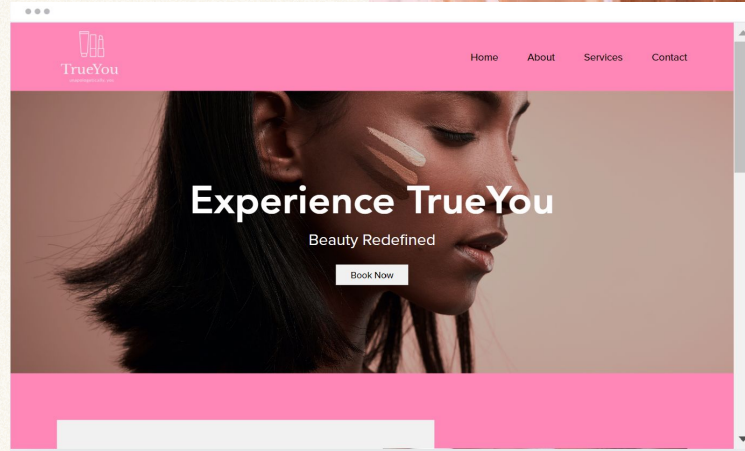 TrueYou
Home About Services Contact
Experience TrueYou
Beauty Redefined
Book Now